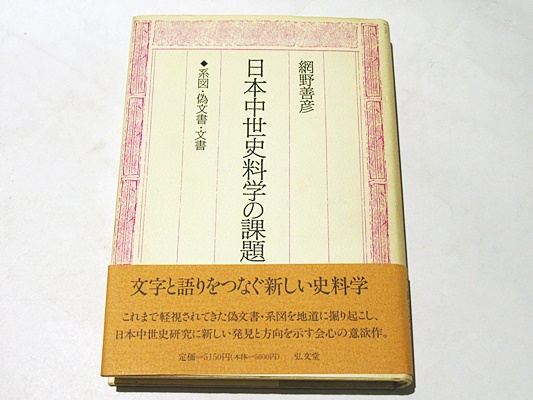 網野善彦
日本中世史料学の課題
◆系図・偽文書・文書
文字と語りをつなぐ新しい史料学
これまで軽視されてきた偽文書・系図を地道に掘り起こし、
日本中世史研究に新しい発見と方向を示す会心の意欲作。
定価=5150円(本体=5000円) 弘文堂